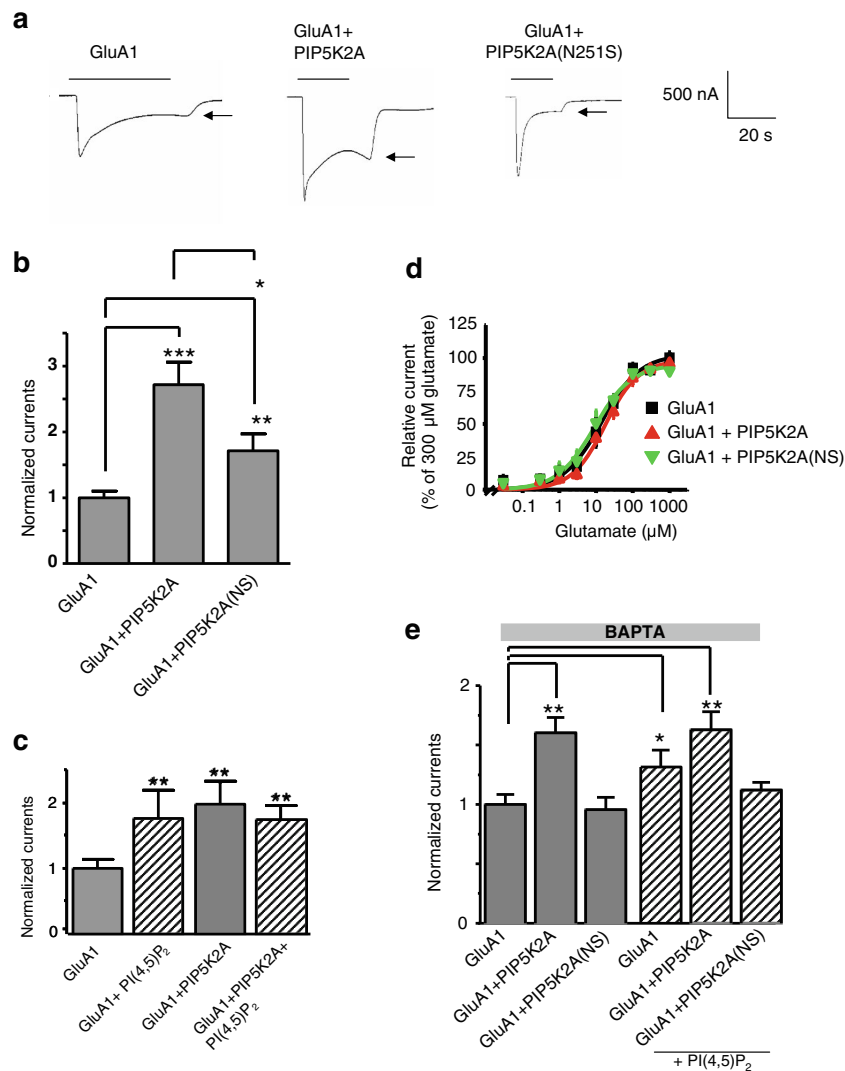 a
GluA1
GluA1+
PIP5K2A
GluA1+
PIP5K2A(N251S)
500 nA
20 s
b
Normalized currents
3
2
1
0
*
***
**
GluA1
GluA1+PIP5K2A
GluA1+PIP5K2A(NS)
d
Relative current
(% of 300 µM glutamate)
125
100
75
50
25
0
0.1
1
10
100
1000
Glutamate (µM)
GluA1
GluA1 + PIP5K2A
GluA1 + PIP5K2A(NS)
c
Normalized currents
2
1
0
**
**
**
GluA1
GluA1+ PI(4,5)P₂
GluA1+PIP5K2A
GluA1+PIP5K2A+
PI(4,5)P₂
e
BAPTA
Normalized currents
2
1
0
**
*
**
GluA1
GluA1+PIP5K2A
GluA1+PIP5K2A(NS)
GluA1
GluA1+PIP5K2A
GluA1+PIP5K2A(NS)
+ PI(4,5)P₂